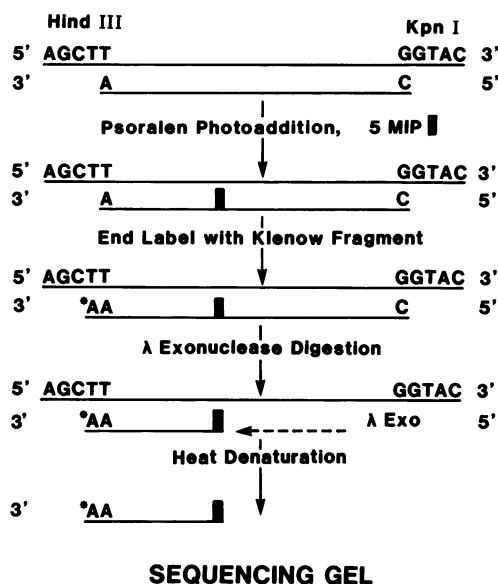 Hind III Kpn I
5' AGCTT GGTAC 3'
3' A C 5'
Psoralen Photoaddition, 5 MIP
5' AGCTT GGTAC 3'
3' A C 5'
End Label with Klenow Fragment
5' AGCTT GGTAC 3'
3' *AA C 5'
λ Exonuclease Digestion
5' AGCTT GGTAC 3'
3' *AA λ Exo 5'
Heat Denaturation
3' *AA
SEQUENCING GEL